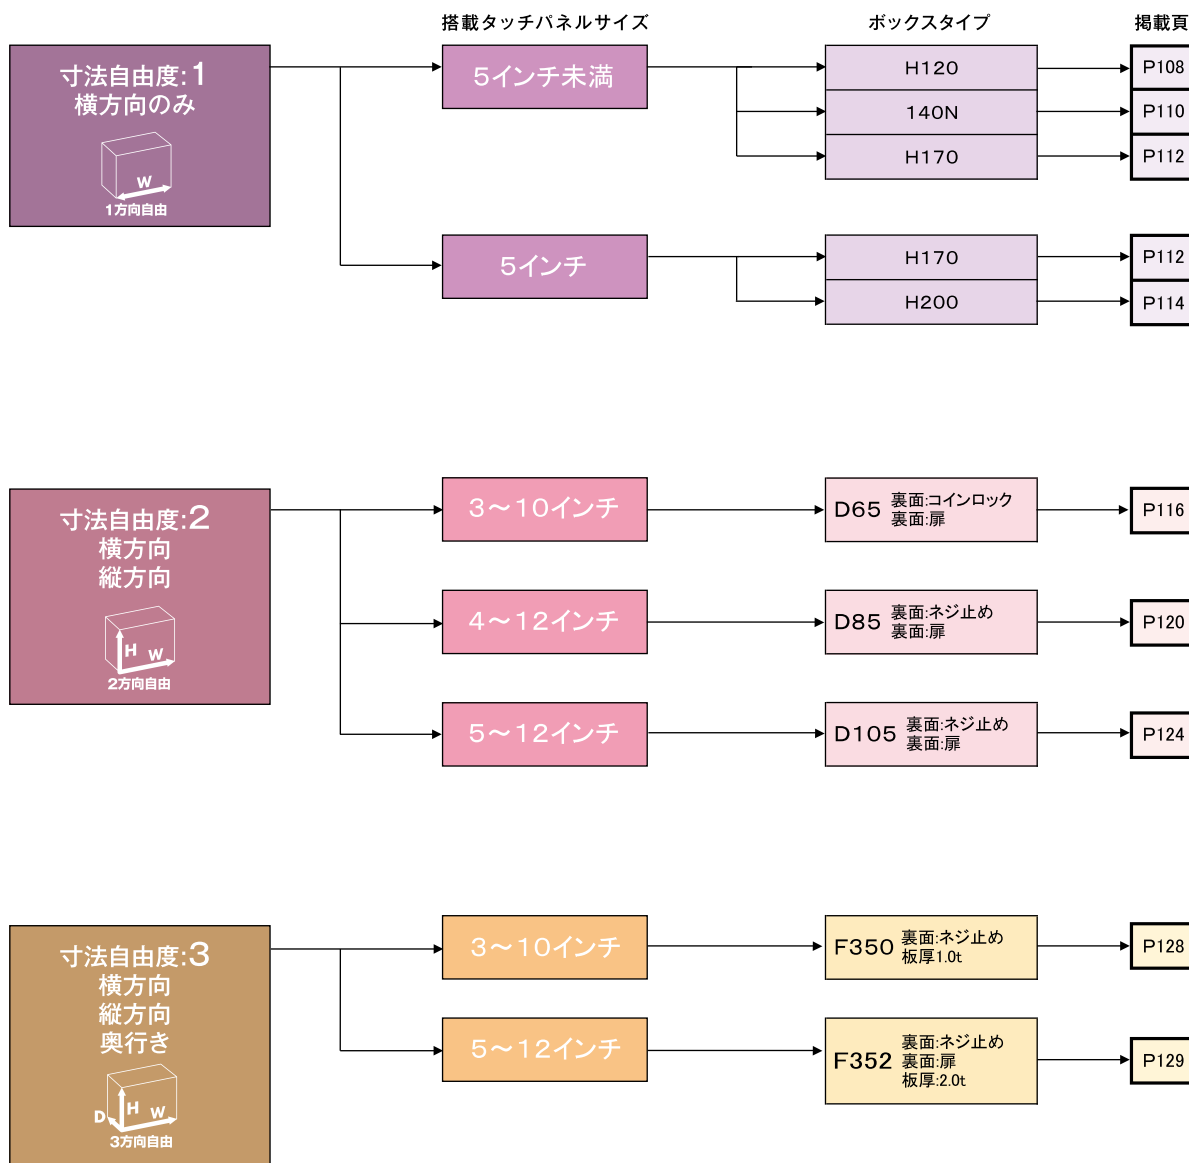 搭載タッチパネルサイズ
ボックスタイプ
掲載頁
寸法自由度:1
横方向のみ
W
1方向自由
5インチ未満
H120
P108
140N
P110
H170
P112
5インチ
H170
P112
H200
P114
寸法自由度:2
横方向
縦方向
H W
2方向自由
3〜10インチ
D65
裏面:コインロック
裏面:扉
P116
4〜12インチ
D85
裏面:ネジ止め
裏面:扉
P120
5〜12インチ
D105
裏面:ネジ止め
裏面:扉
P124
寸法自由度:3
横方向
縦方向
奥行き
D H W
3方向自由
3〜10インチ
F350
裏面:ネジ止め
板厚1.0t
P128
5〜12インチ
F352
裏面:ネジ止め
裏面:扉
板厚:2.0t
P129